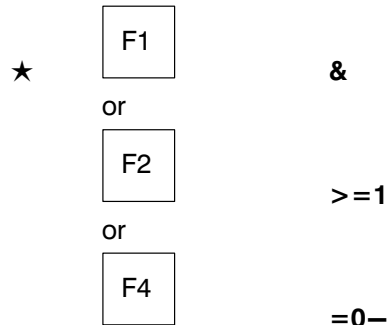 ★ F1 &
or
F2 >=1
or
F4 =0–